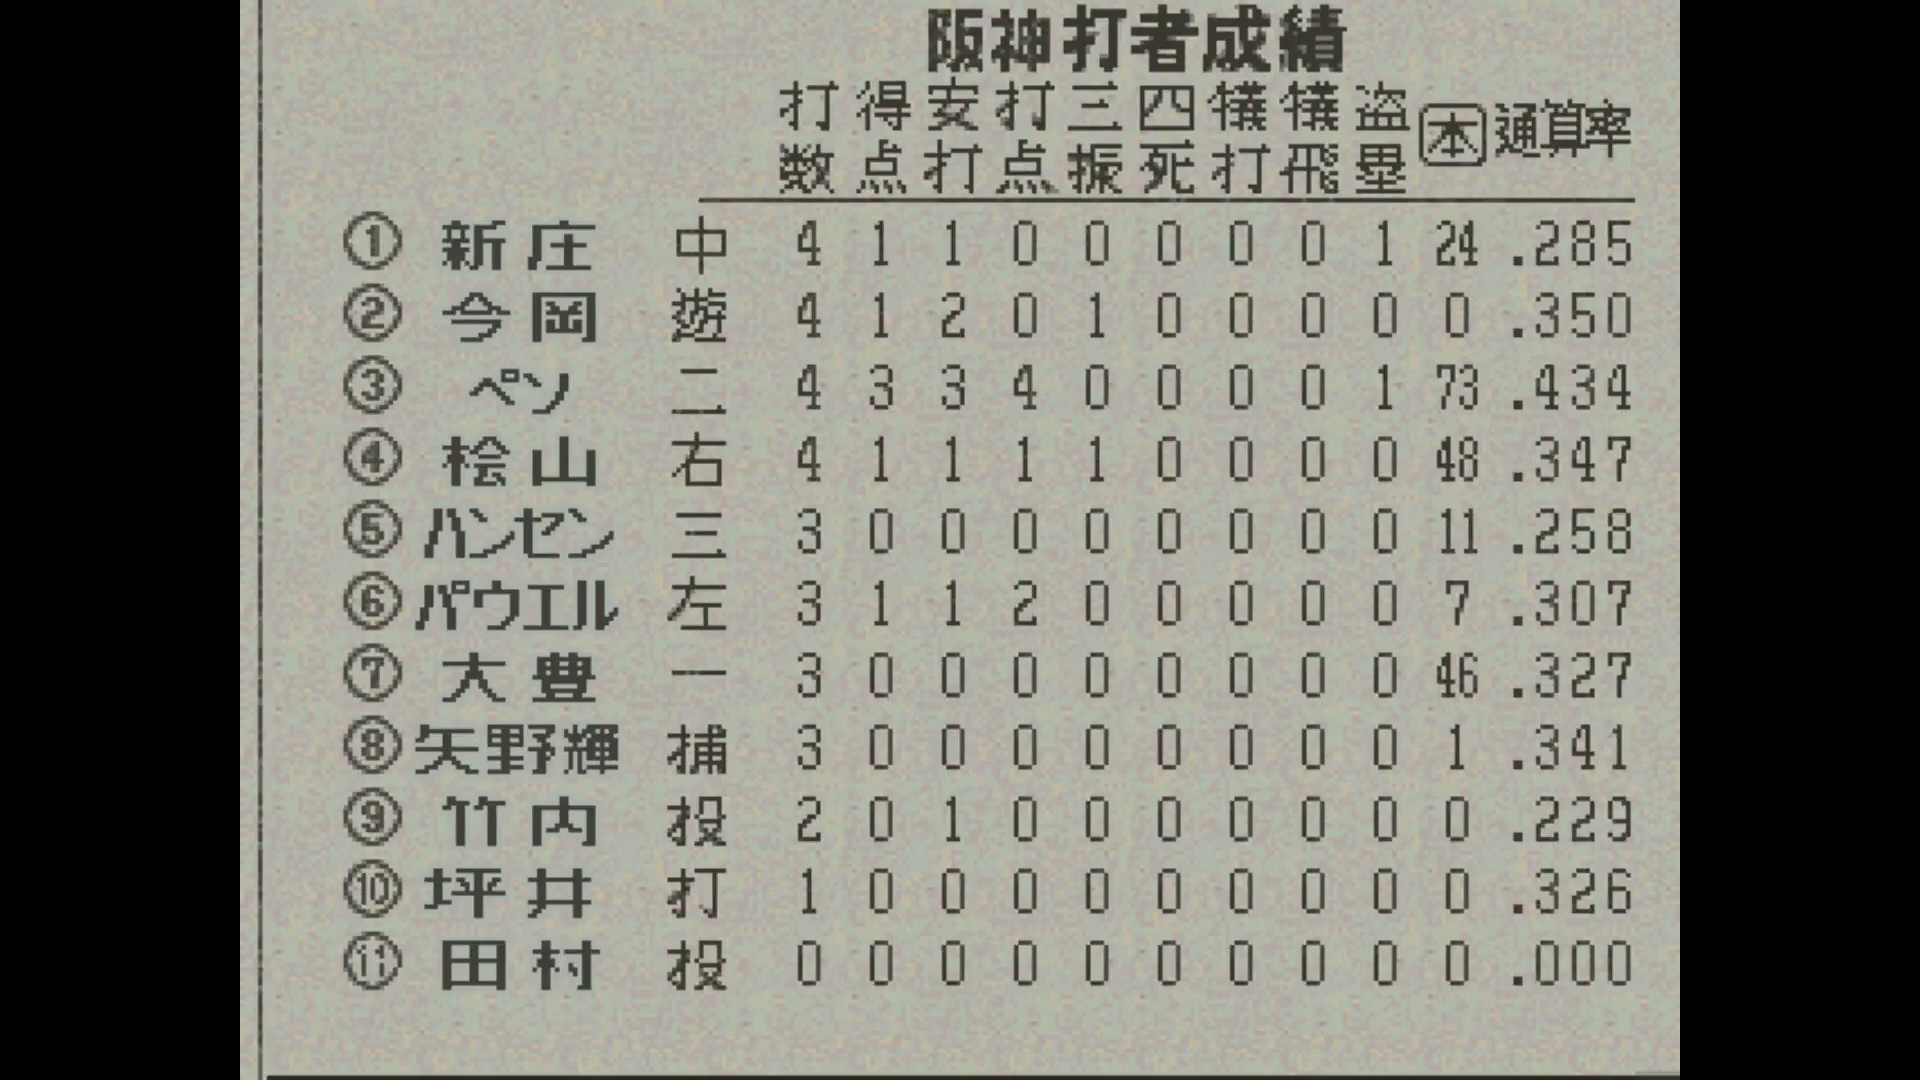 阪神打者成績
打数 得点 安打 打点 三振 四死 犠打 犠飛 盗塁 本 通算率
① 新庄 中 4 1 1 0 0 0 0 0 1 24 .285
② 今岡 遊 4 1 2 0 1 0 0 0 0 0 .350
③ ペソ 二 4 3 3 4 0 0 0 0 1 73 .434
④ 桧山 右 4 1 1 1 1 0 0 0 0 48 .347
⑤ ハンセン 三 3 0 0 0 0 0 0 0 0 11 .258
⑥ パウエル 左 3 1 1 2 0 0 0 0 0 7 .307
⑦ 大豊 一 3 0 0 0 0 0 0 0 0 46 .327
⑧ 矢野輝 捕 3 0 0 0 0 0 0 0 0 1 .341
⑨ 竹内 投 2 0 1 0 0 0 0 0 0 0 .229
⑩ 坪井 打 1 0 0 0 0 0 0 0 0 0 .326
⑪ 田村 投 0 0 0 0 0 0 0 0 0 0 .000